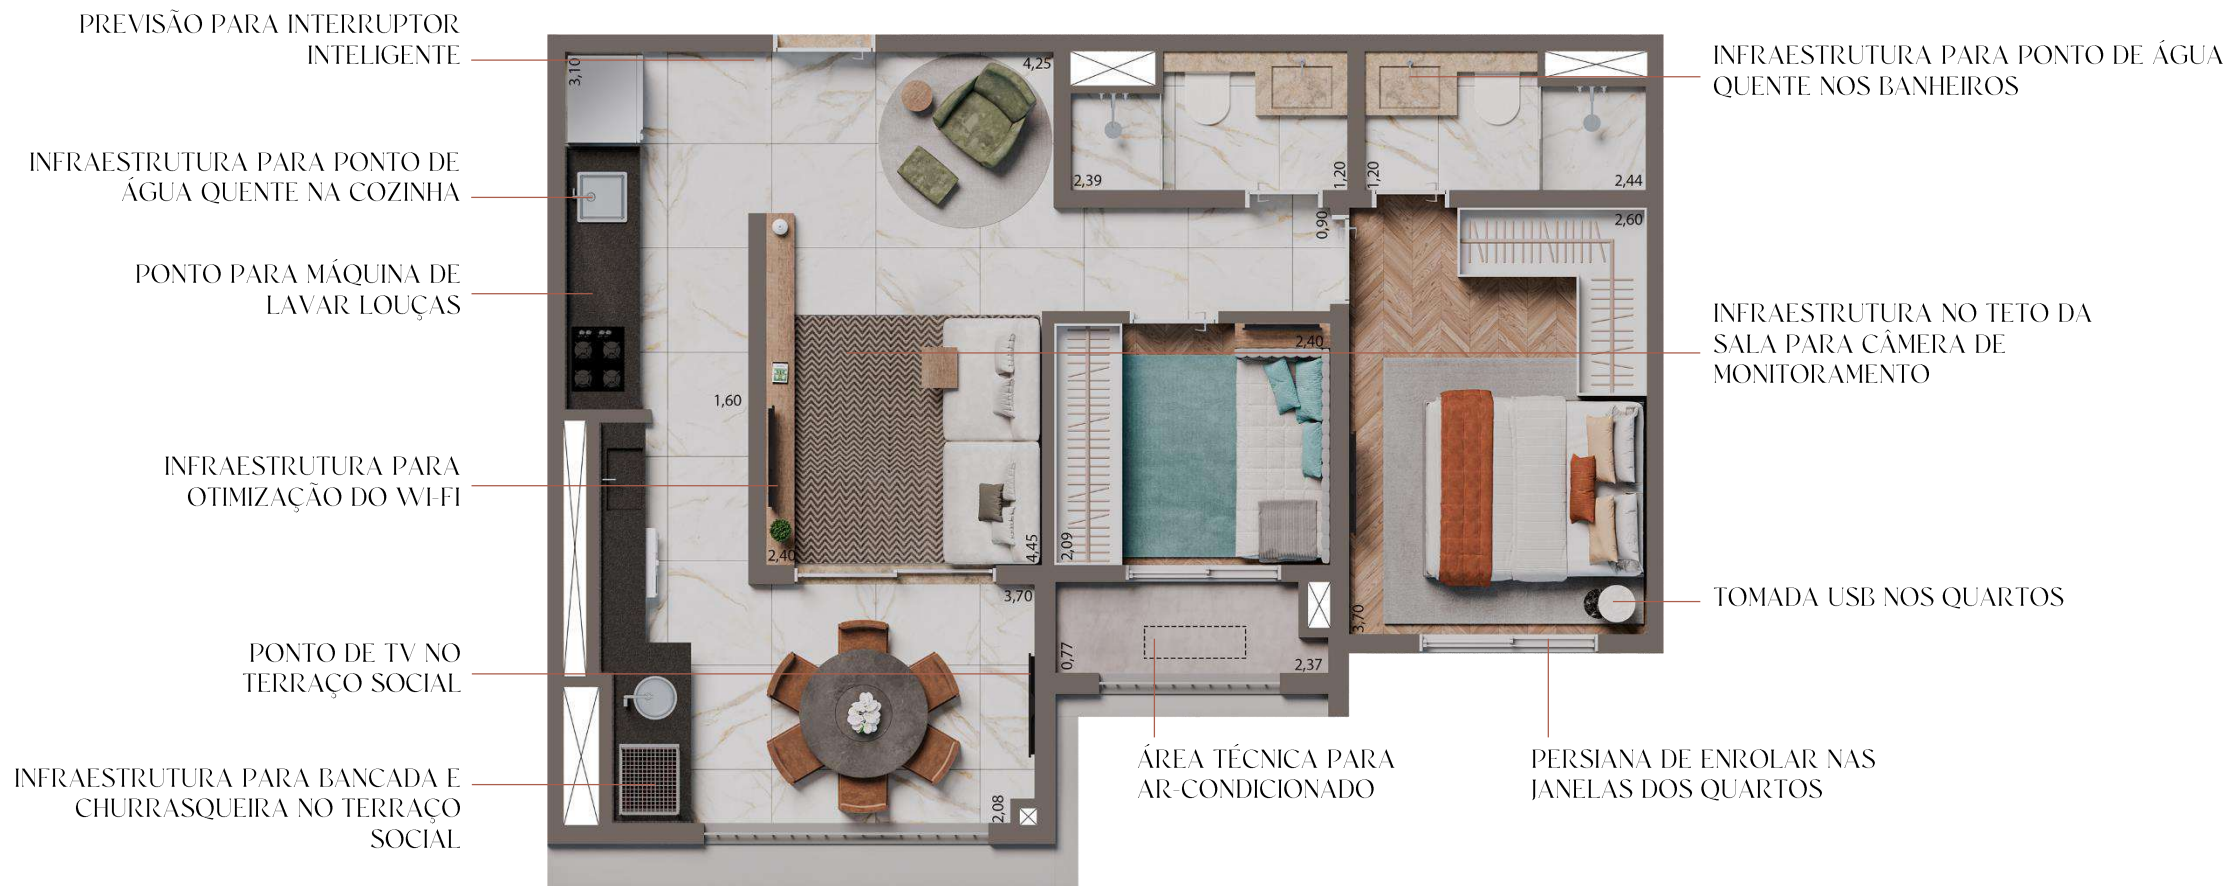 PREVISÃO PARA INTERRUPTOR
INTELIGENTE
INFRAESTRUTURA PARA PONTO DE
ÁGUA QUENTE NA COZINHA
PONTO PARA MÁQUINA DE
LAVAR LOUÇAS
INFRAESTRUTURA PARA
OTIMIZAÇÃO DO WI-FI
PONTO DE TV NO
TERRAÇO SOCIAL
INFRAESTRUTURA PARA BANCADA E
CHURRASQUEIRA NO TERRAÇO
SOCIAL
3,10
4,25
2,39
1,20
1,20
2,44
0,90
2,60
1,60
2,40
2,40
4,45
2,09
3,70
3,70
0,77
2,37
2,08
INFRAESTRUTURA PARA PONTO DE ÁGUA
QUENTE NOS BANHEIROS
INFRAESTRUTURA NO TETO DA
SALA PARA CÂMERA DE
MONITORAMENTO
TOMADA USB NOS QUARTOS
ÁREA TÉCNICA PARA
AR-CONDICIONADO
PERSIANA DE ENROLAR NAS
JANELAS DOS QUARTOS